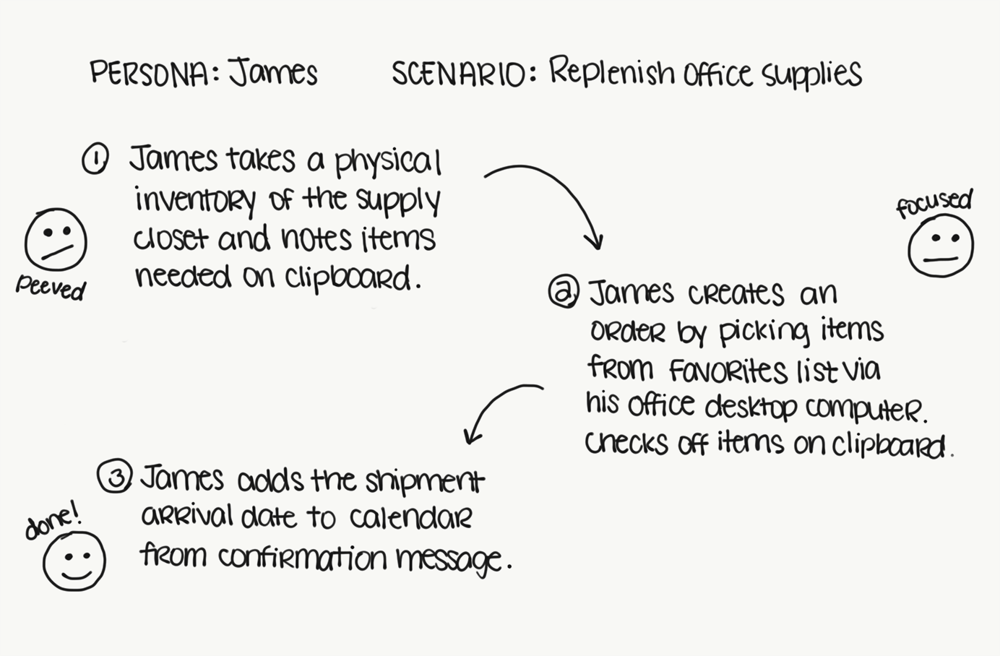 PERSONA: James
SCENARIO: Replenish office supplies
1 James takes a physical
inventory of the supply
closet and notes items
needed on clipboard.
peeved
focused
2 James creates an
order by picking items
from favorites list via
his office desktop computer.
Checks off items on clipboard.
3 James adds the shipment
arrival date to calendar
from confirmation message.
done!